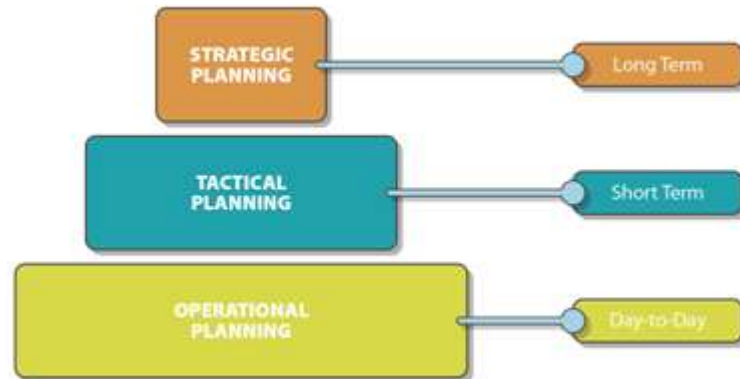 STRATEGIC
PLANNING
Long Term
TACTICAL
PLANNING
Short Term
OPERATIONAL
PLANNING
Day-to-Day